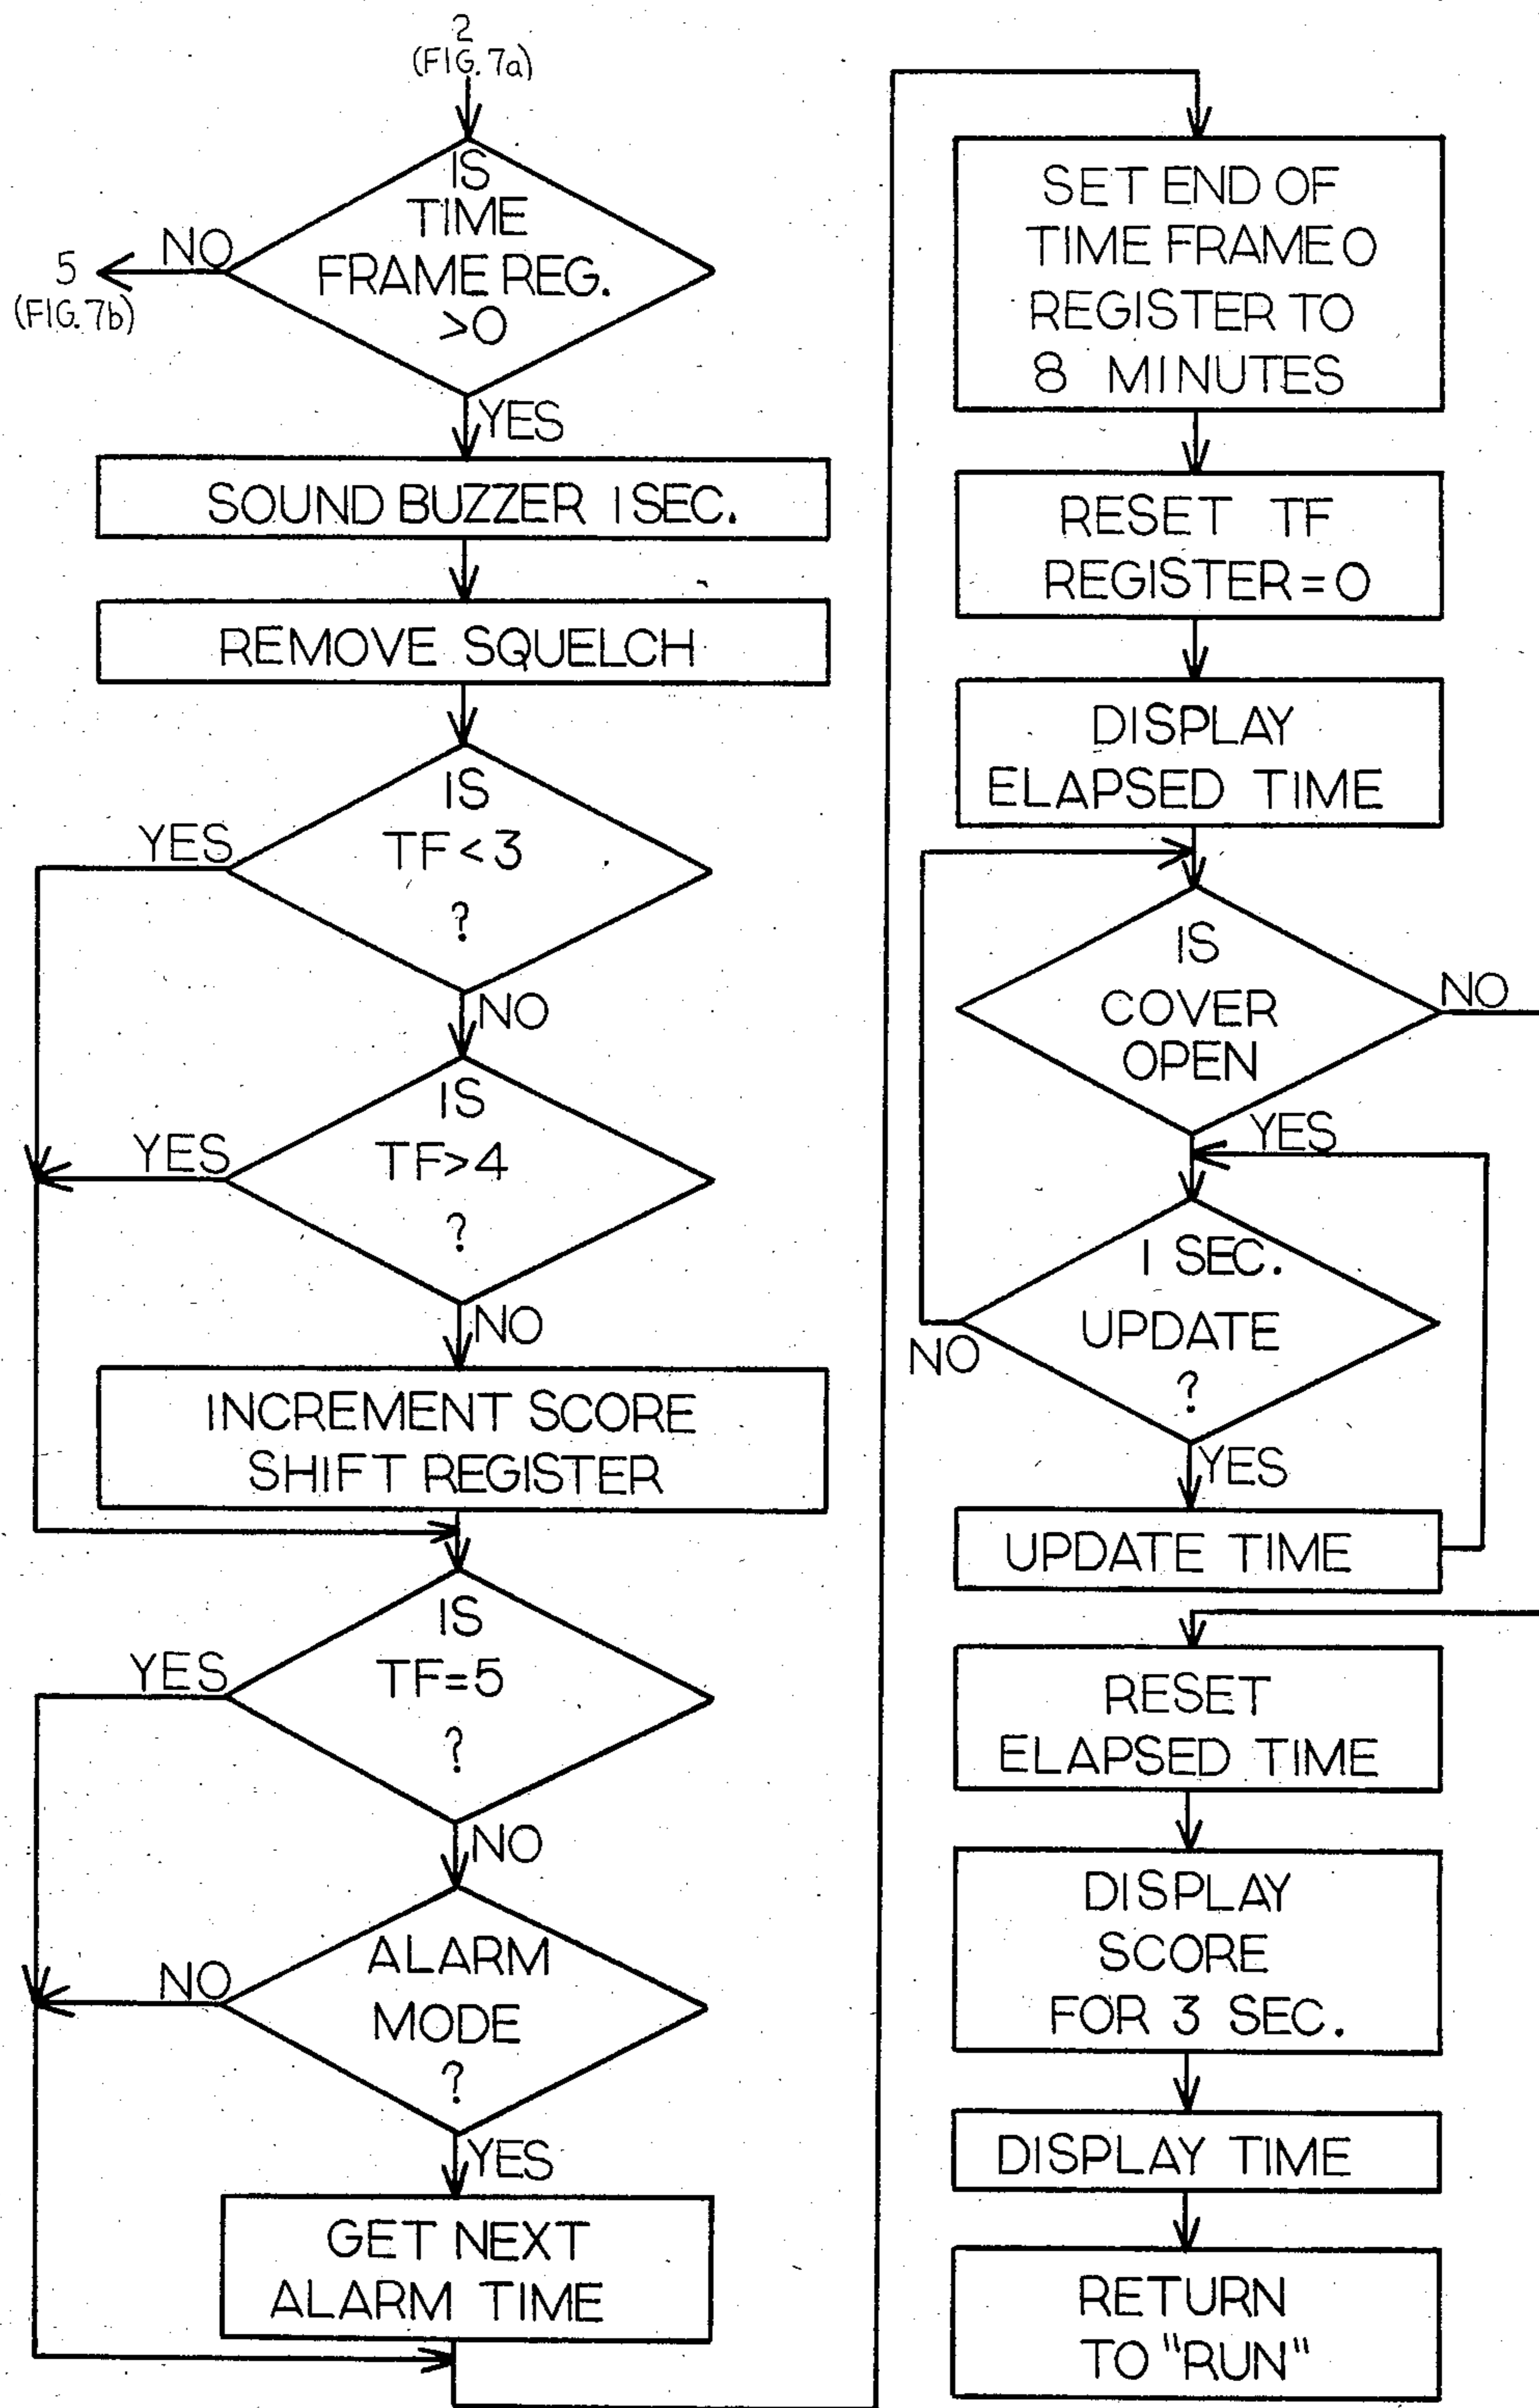 2
(FIG. 7a)
IS
TIME
FRAME REG.
>0
NO
5
(FIG. 7b)
YES
SOUND BUZZER 1 SEC.
REMOVE SQUELCH
IS
TF<3
?
YES
NO
IS
TF>4
?
YES
NO
INCREMENT SCORE
SHIFT REGISTER
IS
TF=5
?
YES
NO
ALARM
MODE
?
NO
YES
GET NEXT
ALARM TIME
SET END OF
TIME FRAME 0
REGISTER TO
8 MINUTES
RESET TF
REGISTER=0
DISPLAY
ELAPSED TIME
IS
COVER
OPEN
NO
YES
1 SEC.
UPDATE
?
NO
YES
UPDATE TIME
RESET
ELAPSED TIME
DISPLAY
SCORE
FOR 3 SEC.
DISPLAY TIME
RETURN
TO "RUN"